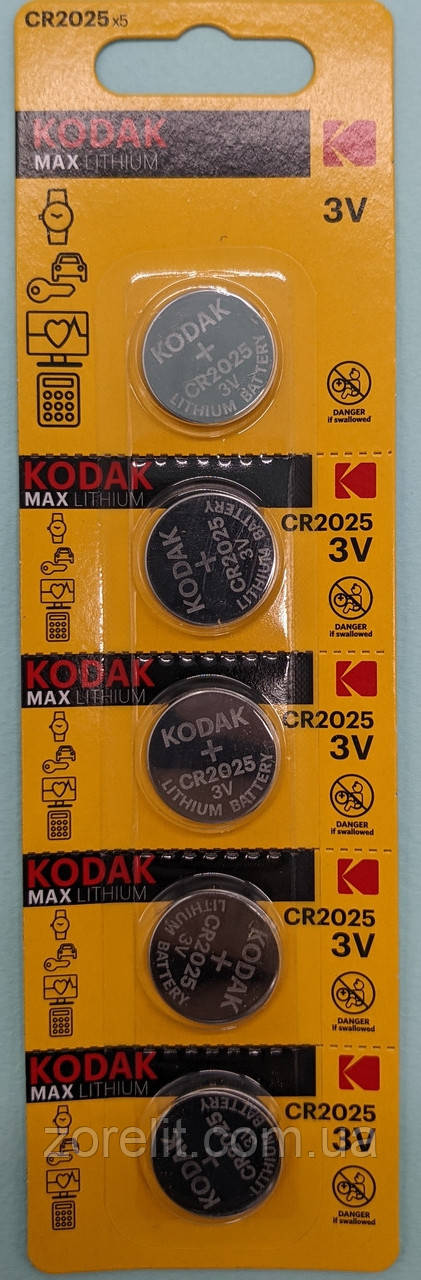 CR2025 x5
KODAK
MAX LITHIUM
3V
KODAK
+
CR2025
3V
LITHIUM BATTERY
DANGER
if swallowed
KODAK
MAX LITHIUM
CR2025
3V
KODAK
+
CR2025
3V
LITHIUM BATTERY
DANGER
if swallowed
KODAK
MAX LITHIUM
CR2025
3V
KODAK
+
CR2025
3V
LITHIUM BATTERY
DANGER
if swallowed
KODAK
MAX LITHIUM
CR2025
3V
KODAK
+
CR2025
3V
LITHIUM BATTERY
DANGER
if swallowed
KODAK
MAX LITHIUM
CR2025
3V
KODAK
+
CR2025
3V
LITHIUM BATTERY
zorelit.com.ua
DANGER
if swallowed